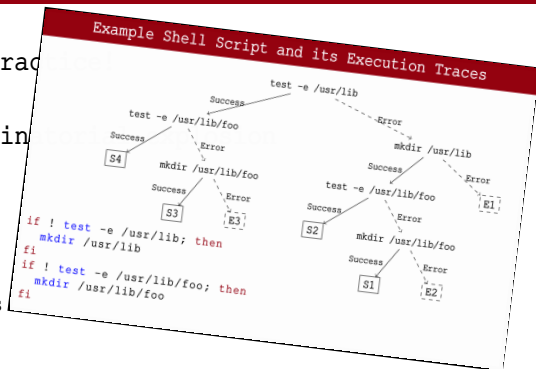 Example Shell Script and its Execution Traces
test -e /usr/lib
Success
Error
test -e /usr/lib/foo
mkdir /usr/lib
Success
Error
Success
Error
S4
mkdir /usr/lib/foo
test -e /usr/lib/foo
E1
Success
Error
Success
Error
S3
E3
S2
mkdir /usr/lib/foo
Success
Error
S1
E2
if ! test -e /usr/lib; then
mkdir /usr/lib
fi
if ! test -e /usr/lib/foo; then
mkdir /usr/lib/foo
fi